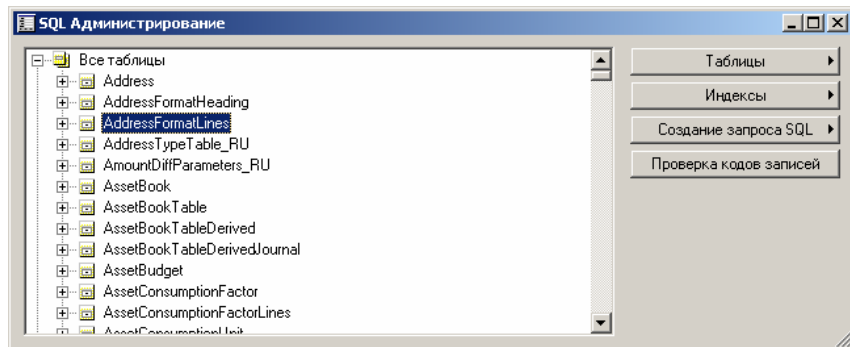 SQL Администрирование
Все таблицы
Address
AddressFormatHeading
AddressFormatLines
AddressTypeTable_RU
AmountDiffParameters_RU
AssetBook
AssetBookTable
AssetBookTableDerived
AssetBookTableDerivedJournal
AssetBudget
AssetConsumptionFactor
AssetConsumptionFactorLines
AssetConsumptionUnit
Таблицы
Индексы
Создание запроса SQL
Проверка кодов записей